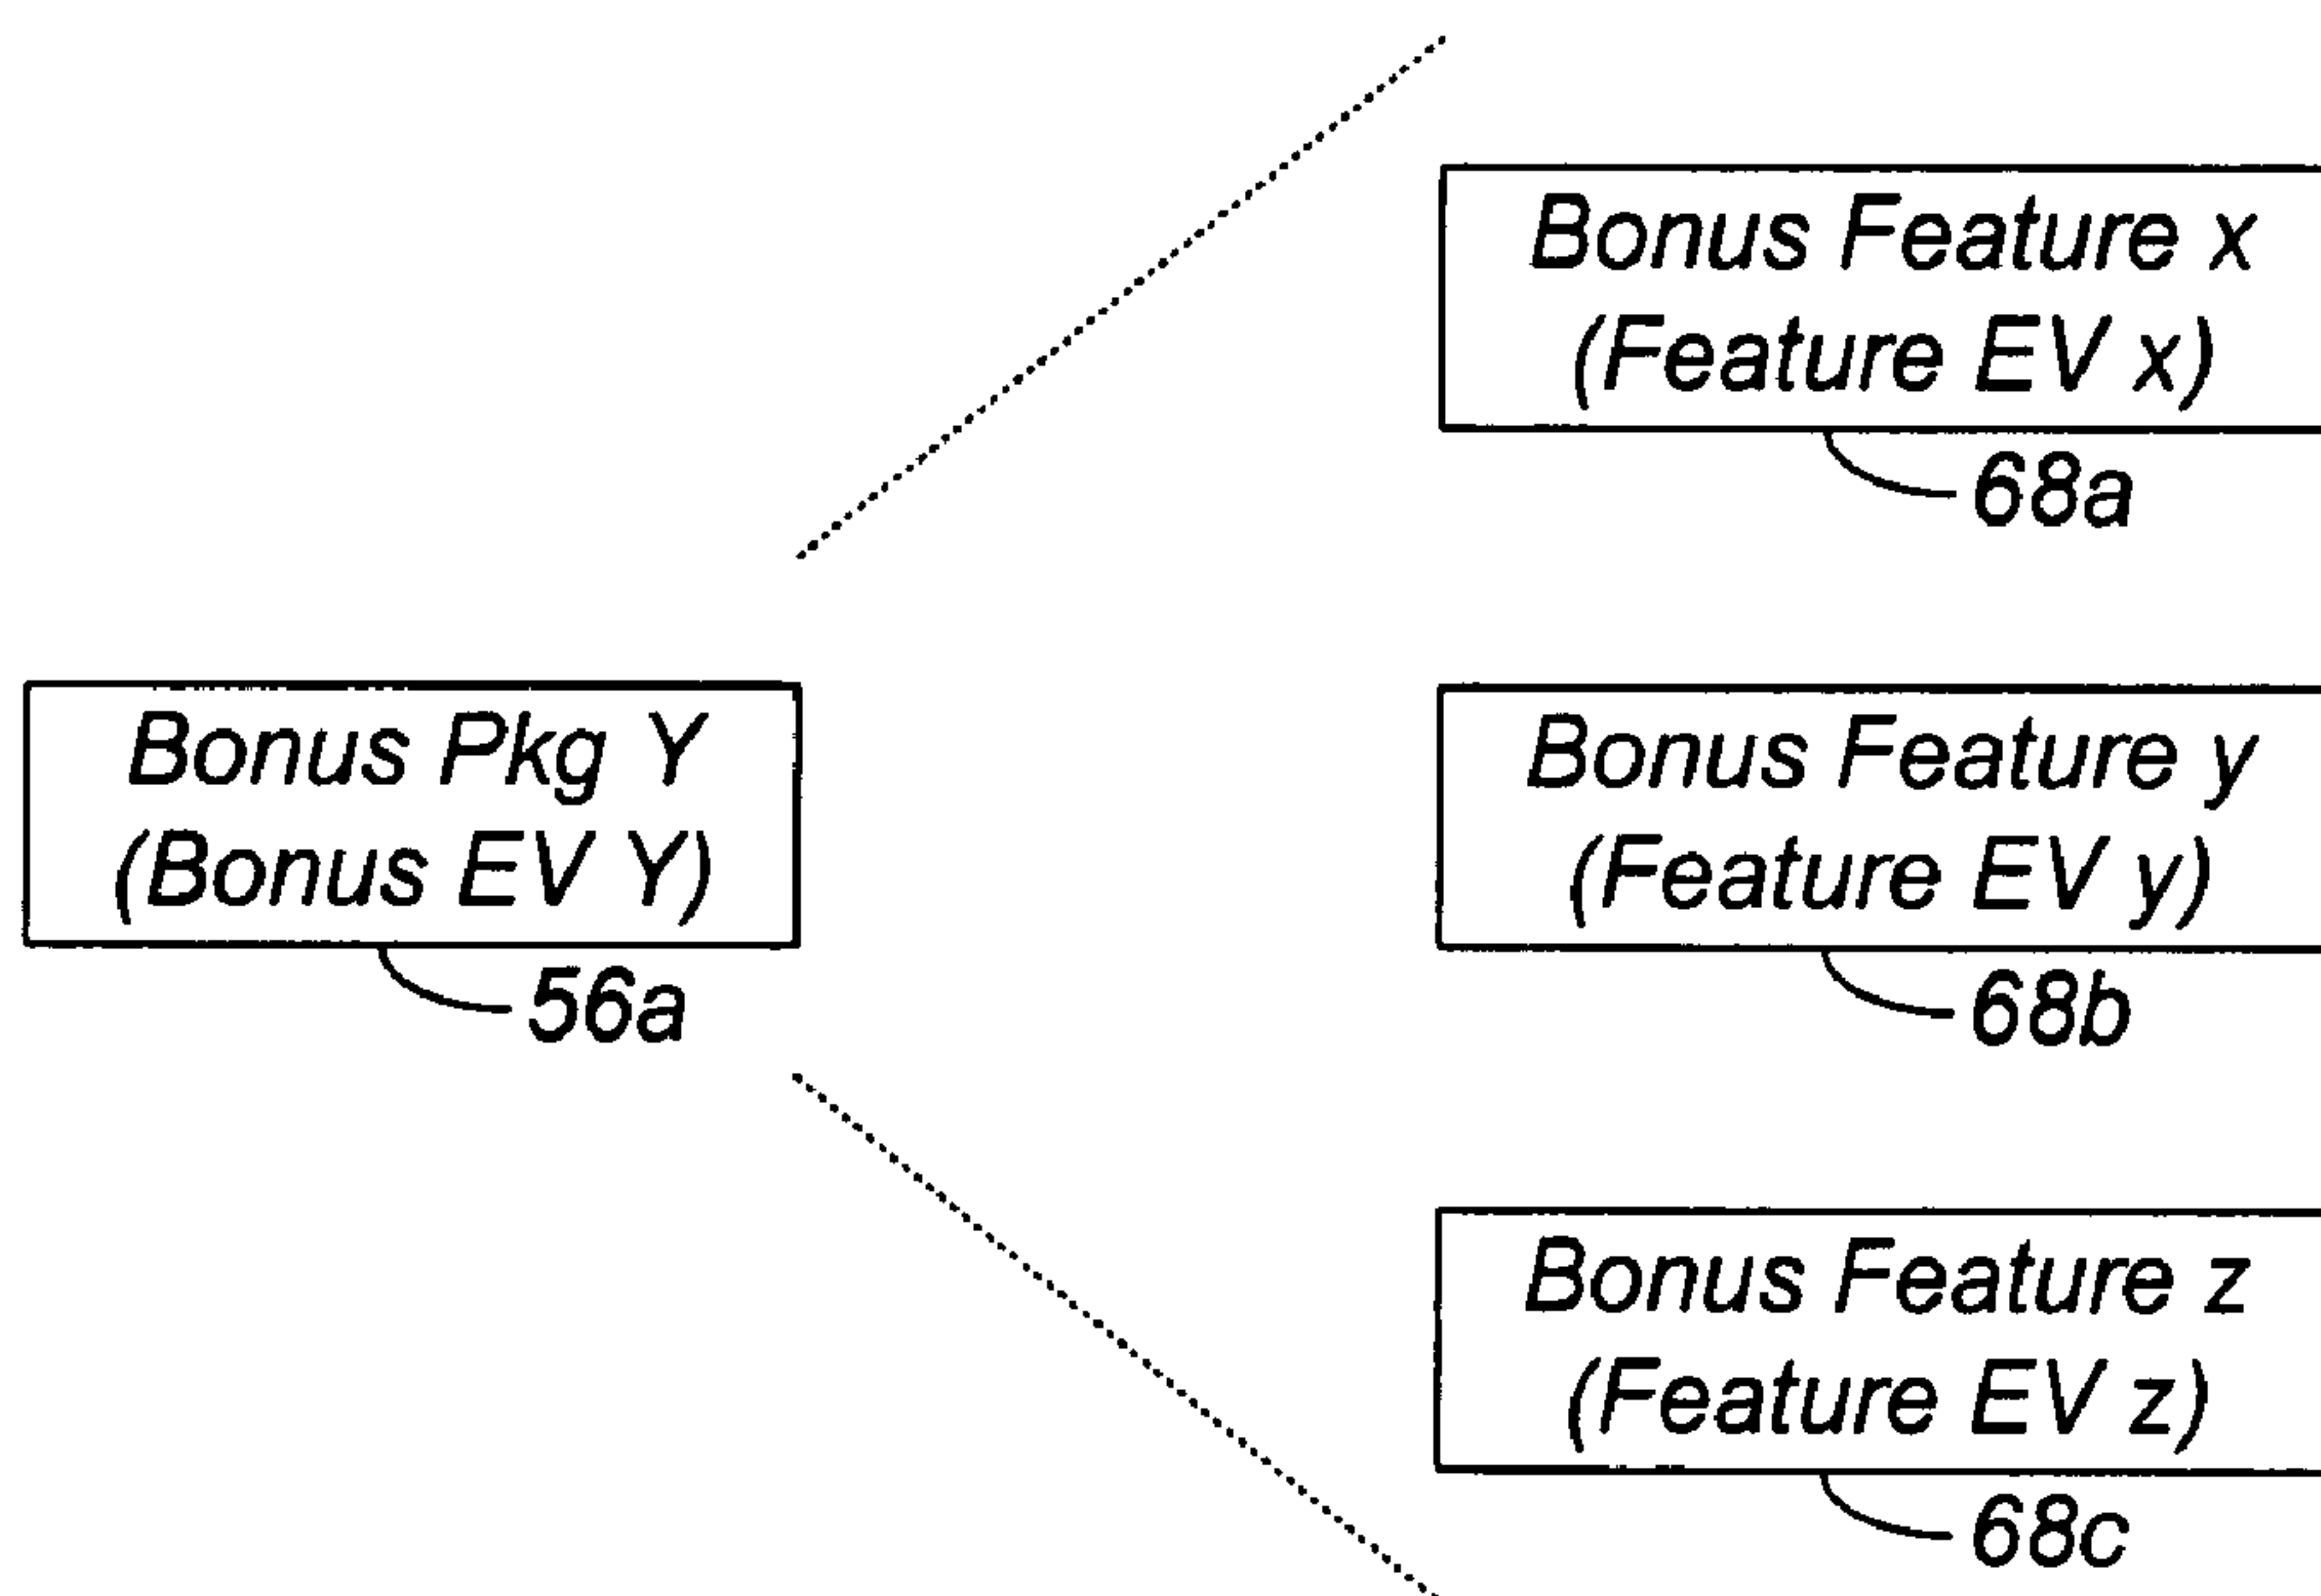 Bonus Feature x
(Feature EV x)
68a
Bonus Pkg Y
(Bonus EV Y)
56a
Bonus Feature y
(Feature EV y)
68b
Bonus Feature z
(Feature EV z)
68c